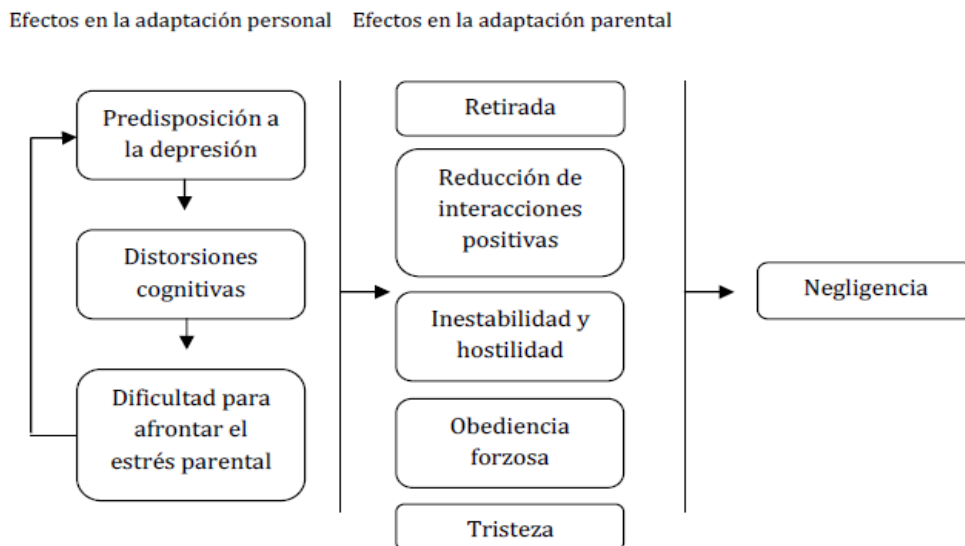 Efectos en la adaptación personal
Efectos en la adaptación parental
Predisposición a
la depresión
Distorsiones
cognitivas
Dificultad para
afrontar el
estrés parental
Retirada
Reducción de
interacciones
positivas
Inestabilidad y
hostilidad
Obediencia
forzosa
Tristeza
Negligencia